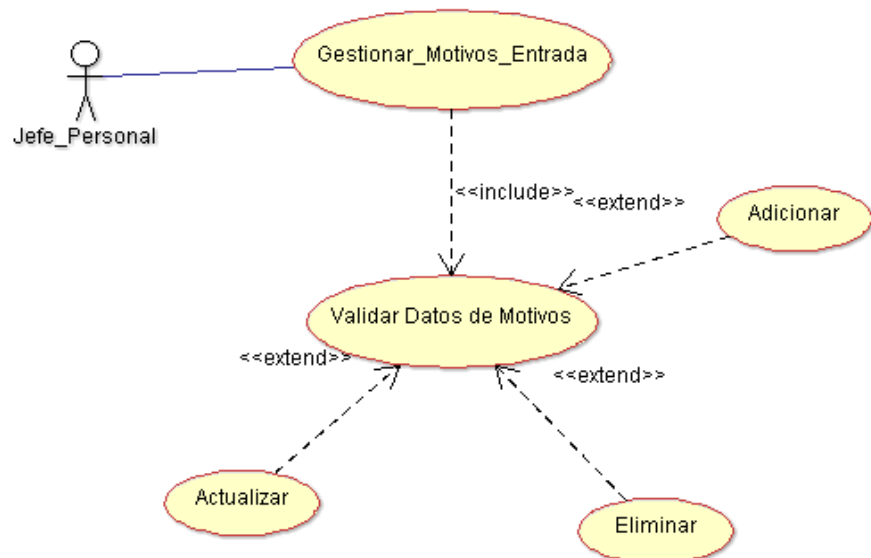 Gestionar_Motivos_Entrada
Jefe_Personal
<<include>>
<<extend>>
Adicionar
Validar Datos de Motivos
<<extend>>
<<extend>>
Actualizar
Eliminar